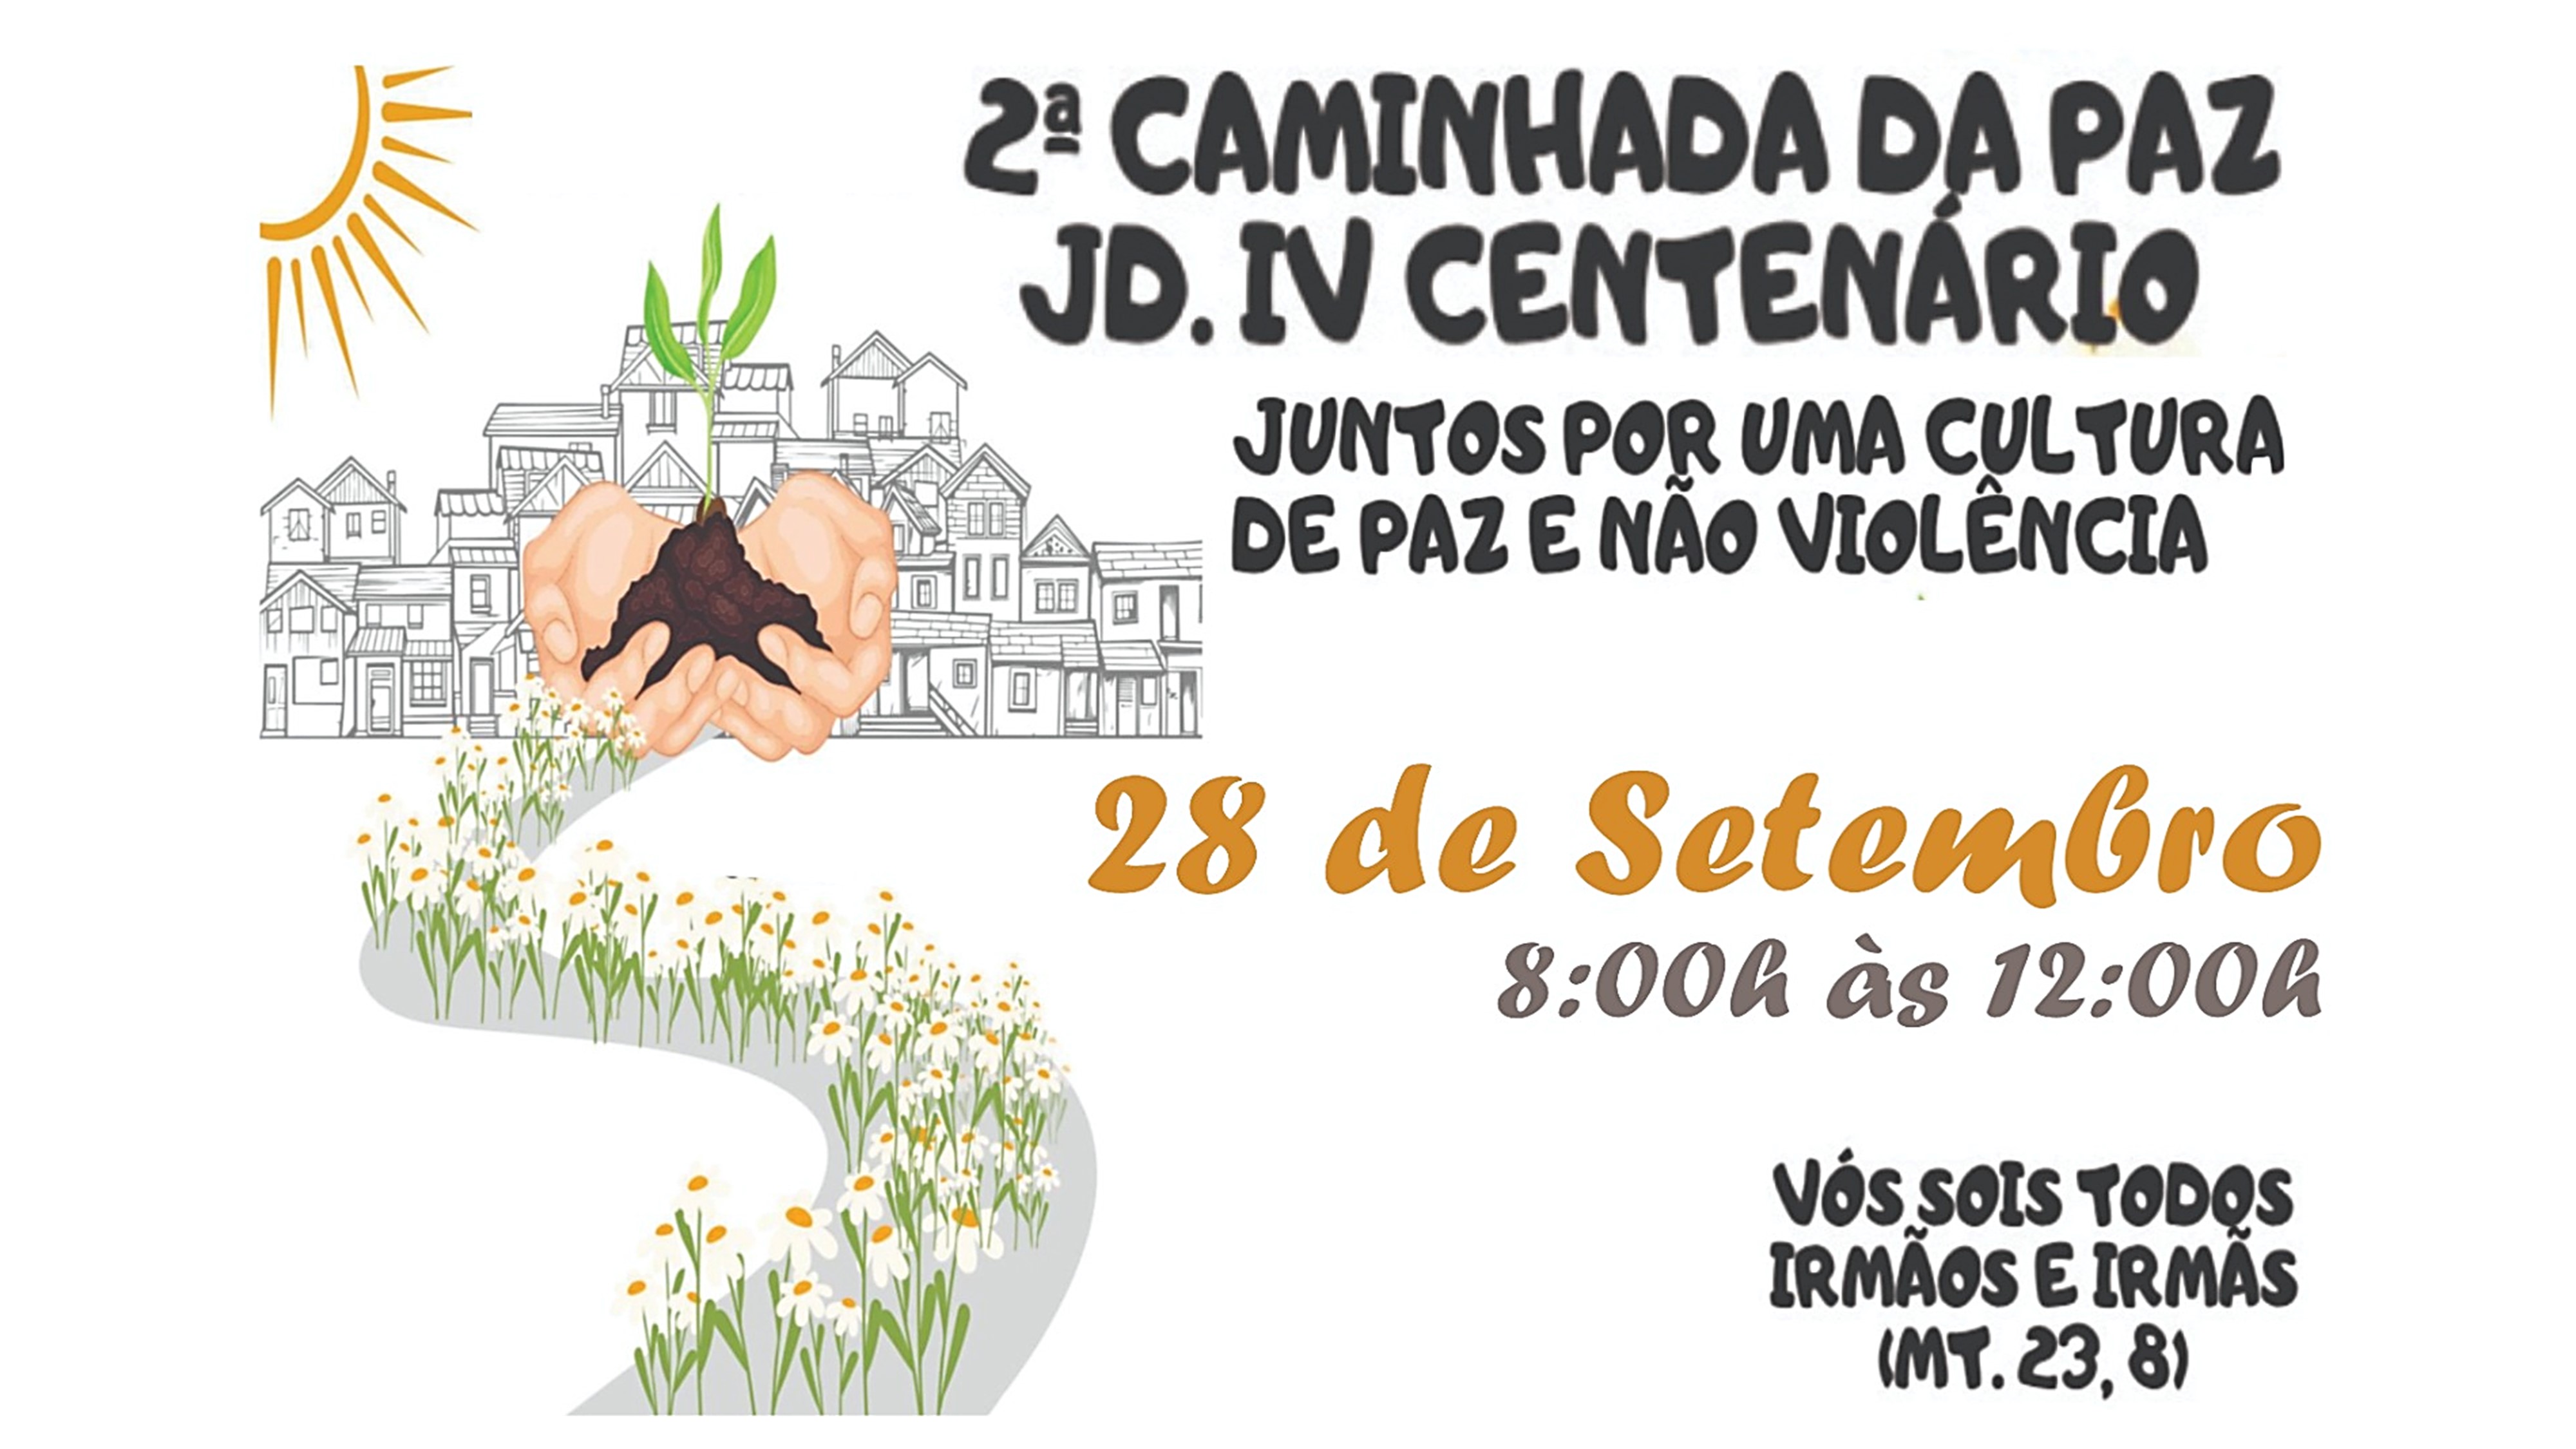 2ª CAMINHADA DA PAZ
JD. IV CENTENÁRIO
JUNTOS POR UMA CULTURA
DE PAZ E NÃO VIOLÊNCIA
28 de Setembro
8:00h às 12:00h
VÓS SOIS TODOS
IRMÃOS E IRMÃS
(MT. 23, 8)